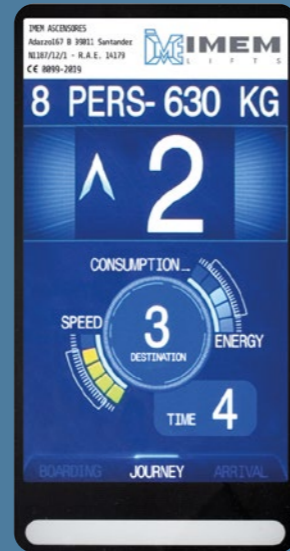 IMEM ASCENSORES
Adarzo167 B 39011 Santander
N1187/12/1 - R.A.E. 14179
CE 0099-2019
IMEM
LIFTS
8 PERS- 630 KG
2
CONSUMPTION...
SPEED
3
DESTINATION
ENERGY
TIME 4
BOARDING JOURNEY ARRIVAL